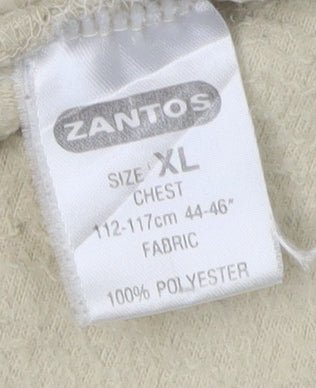 ZANTOS
SIZE XL
CHEST
112-117cm 44-46"
FABRIC
100% POLYESTER